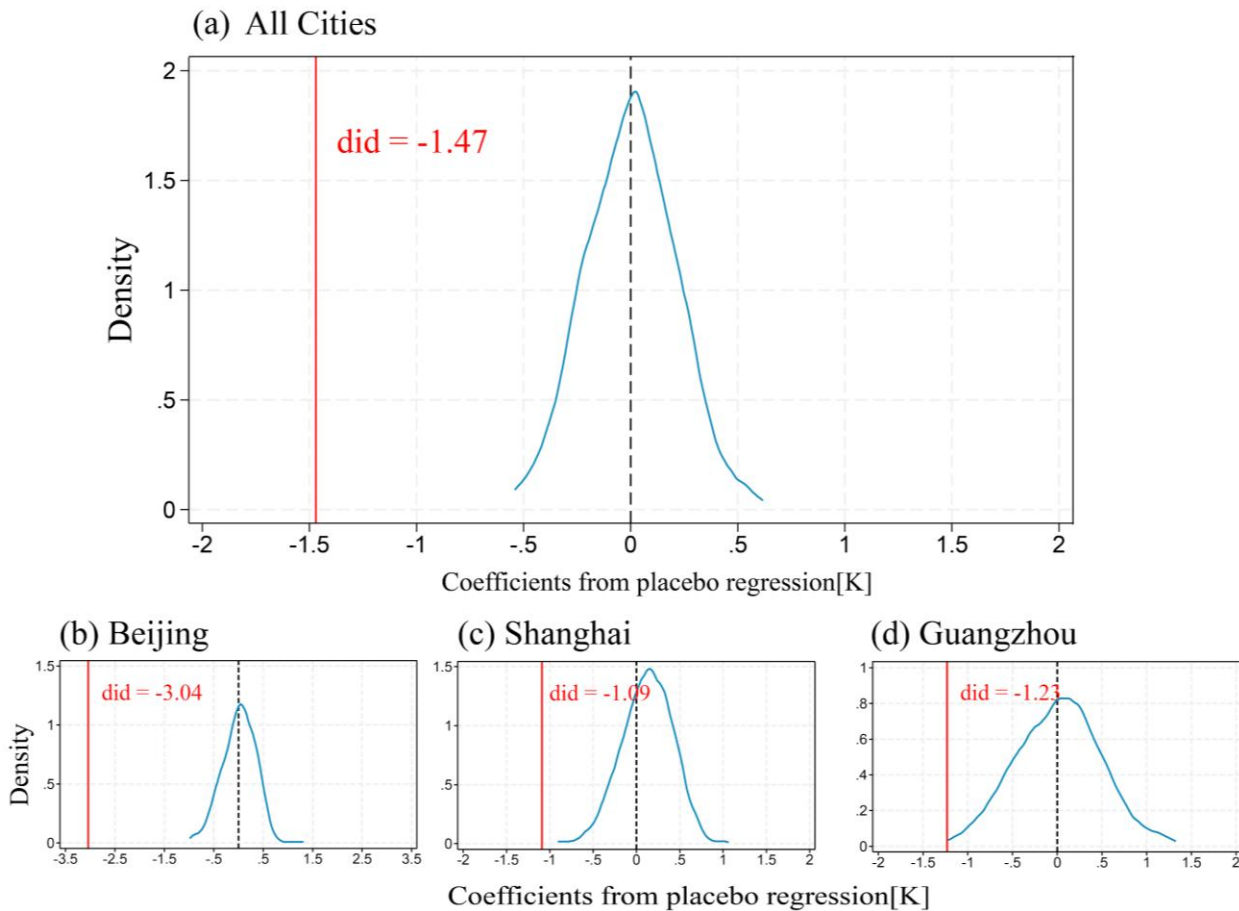 (a) All Cities
2
1.5
1
.5
0
Density
did = -1.47
-2 -1.5 -1 -.5 0 .5 1 1.5 2
Coefficients from placebo regression[K]
(b) Beijing
1.5
1
.5
0
Density
did = -3.04
-3.5 -2.5 -1.5 -.5 .5 1.5 2.5 3.5
(c) Shanghai
1.5
1
.5
0
did = -1.09
-2 -1.5 -1 -.5 0 .5 1 1.5 2
(d) Guangzhou
1
.8
.6
.4
.2
0
did = -1.23
-2 -1.5 -1 -.5 0 .5 1 1.5 2
Coefficients from placebo regression[K]